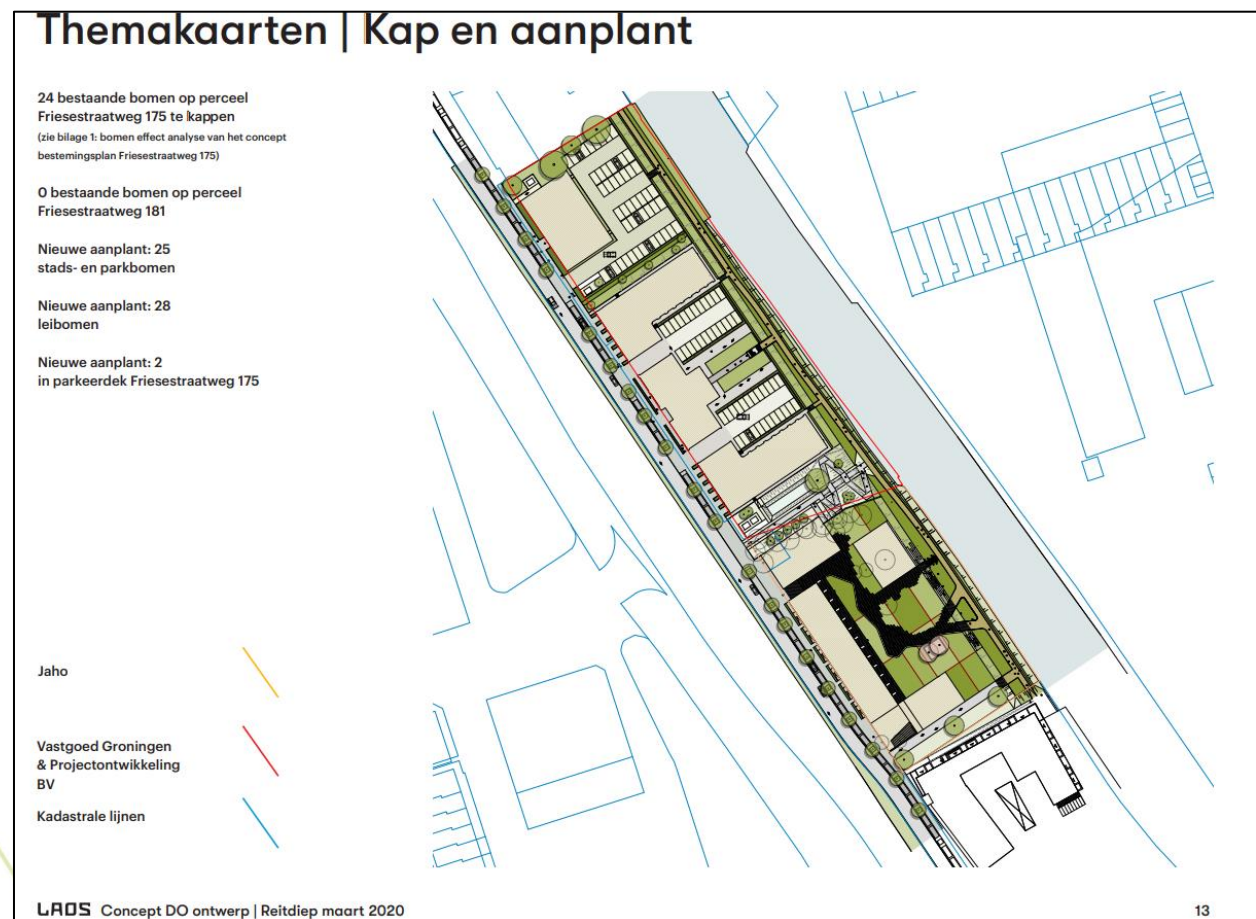 Themakaarten | Kap en aanplant
24 bestaande bomen op perceel
Friesestraatweg 175 te kappen
(zie bilage 1: bomen effect analyse van het concept
bestemingsplan Friesestraatweg 175)
0 bestaande bomen op perceel
Friesestraatweg 181
Nieuwe aanplant: 25
stads- en parkbomen
Nieuwe aanplant: 28
leibomen
Nieuwe aanplant: 2
in parkeerdek Friesestraatweg 175
Jaho
Vastgoed Groningen
& Projectontwikkeling
BV
Kadastrale lijnen
LAOS Concept DO ontwerp | Reitdiep maart 2020
13